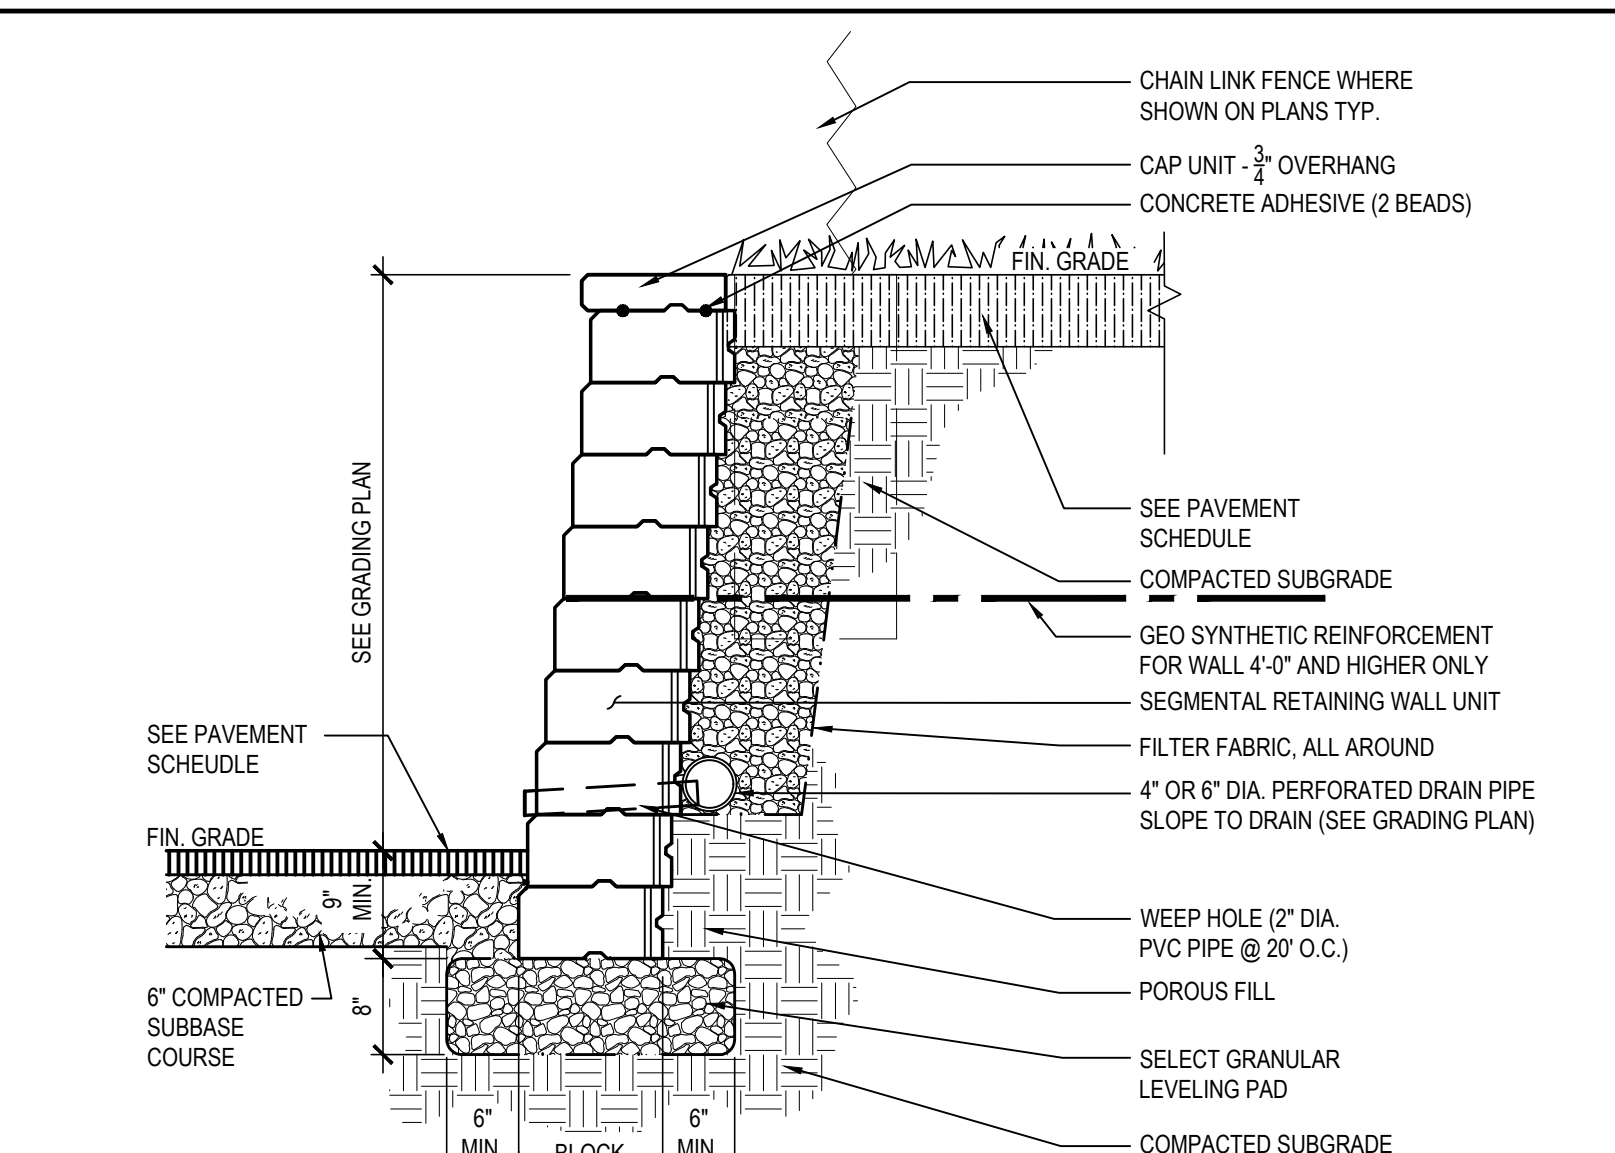 CHAIN LINK FENCE WHERE
SHOWN ON PLANS TYP.
CAP UNIT - 3/4" OVERHANG
CONCRETE ADHESIVE (2 BEADS)
FIN. GRADE
SEE GRADING PLAN
SEE PAVEMENT
SCHEDULE
COMPACTED SUBGRADE
GEO SYNTHETIC REINFORCEMENT
FOR WALL 4'-0" AND HIGHER ONLY
SEGMENTAL RETAINING WALL UNIT
FILTER FABRIC, ALL AROUND
4" OR 6" DIA. PERFORATED DRAIN PIPE
SLOPE TO DRAIN (SEE GRADING PLAN)
SEE PAVEMENT
SCHEUDLE
FIN. GRADE
9"
MIN.
8"
6" COMPACTED
SUBBASE
COURSE
WEEP HOLE (2" DIA.
PVC PIPE @ 20' O.C.)
POROUS FILL
SELECT GRANULAR
LEVELING PAD
COMPACTED SUBGRADE
6"
MIN
BLOCK
6"
MIN